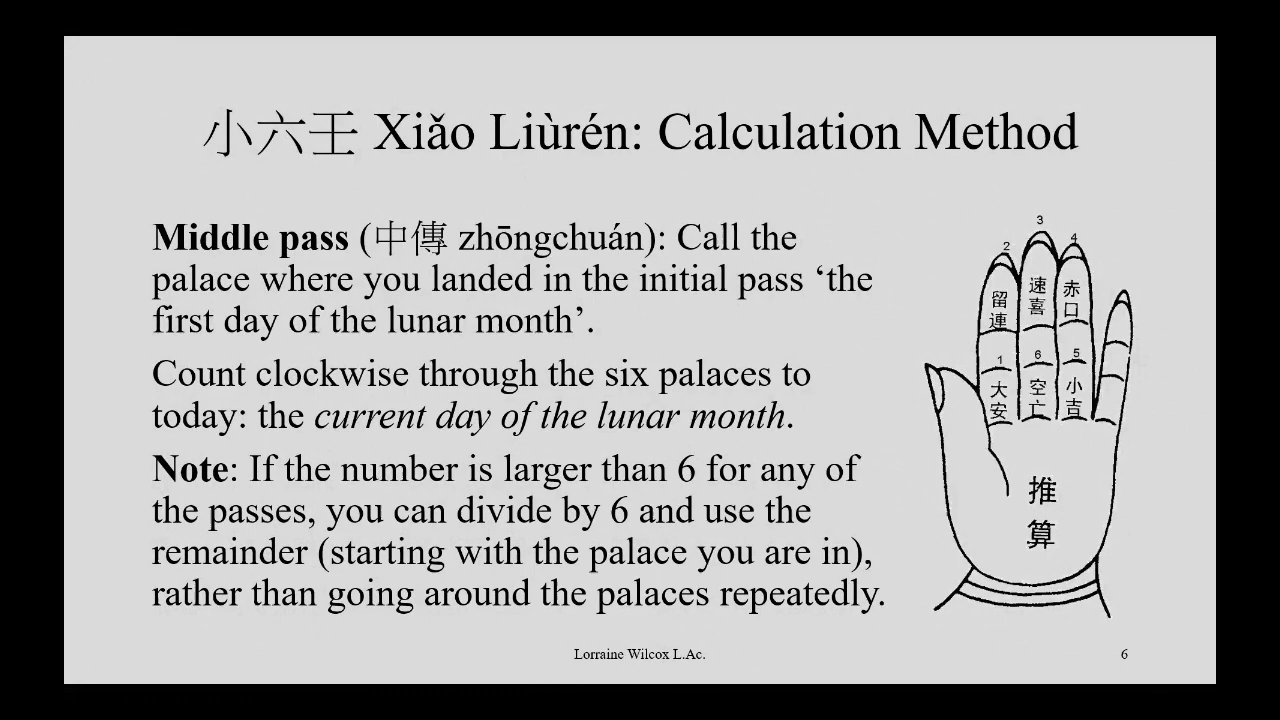 小六壬 Xiǎo Liùrén: Calculation Method
Middle pass (中傳 zhōngchuán): Call the
palace where you landed in the initial pass ‘the
first day of the lunar month’.
Count clockwise through the six palaces to
today: the current day of the lunar month.
Note: If the number is larger than 6 for any of
the passes, you can divide by 6 and use the
remainder (starting with the palace you are in),
rather than going around the palaces repeatedly.
3
2
4
留連
速喜
赤口
1
6
5
大安
空亡
小吉
推算
Lorraine Wilcox L.Ac.
6